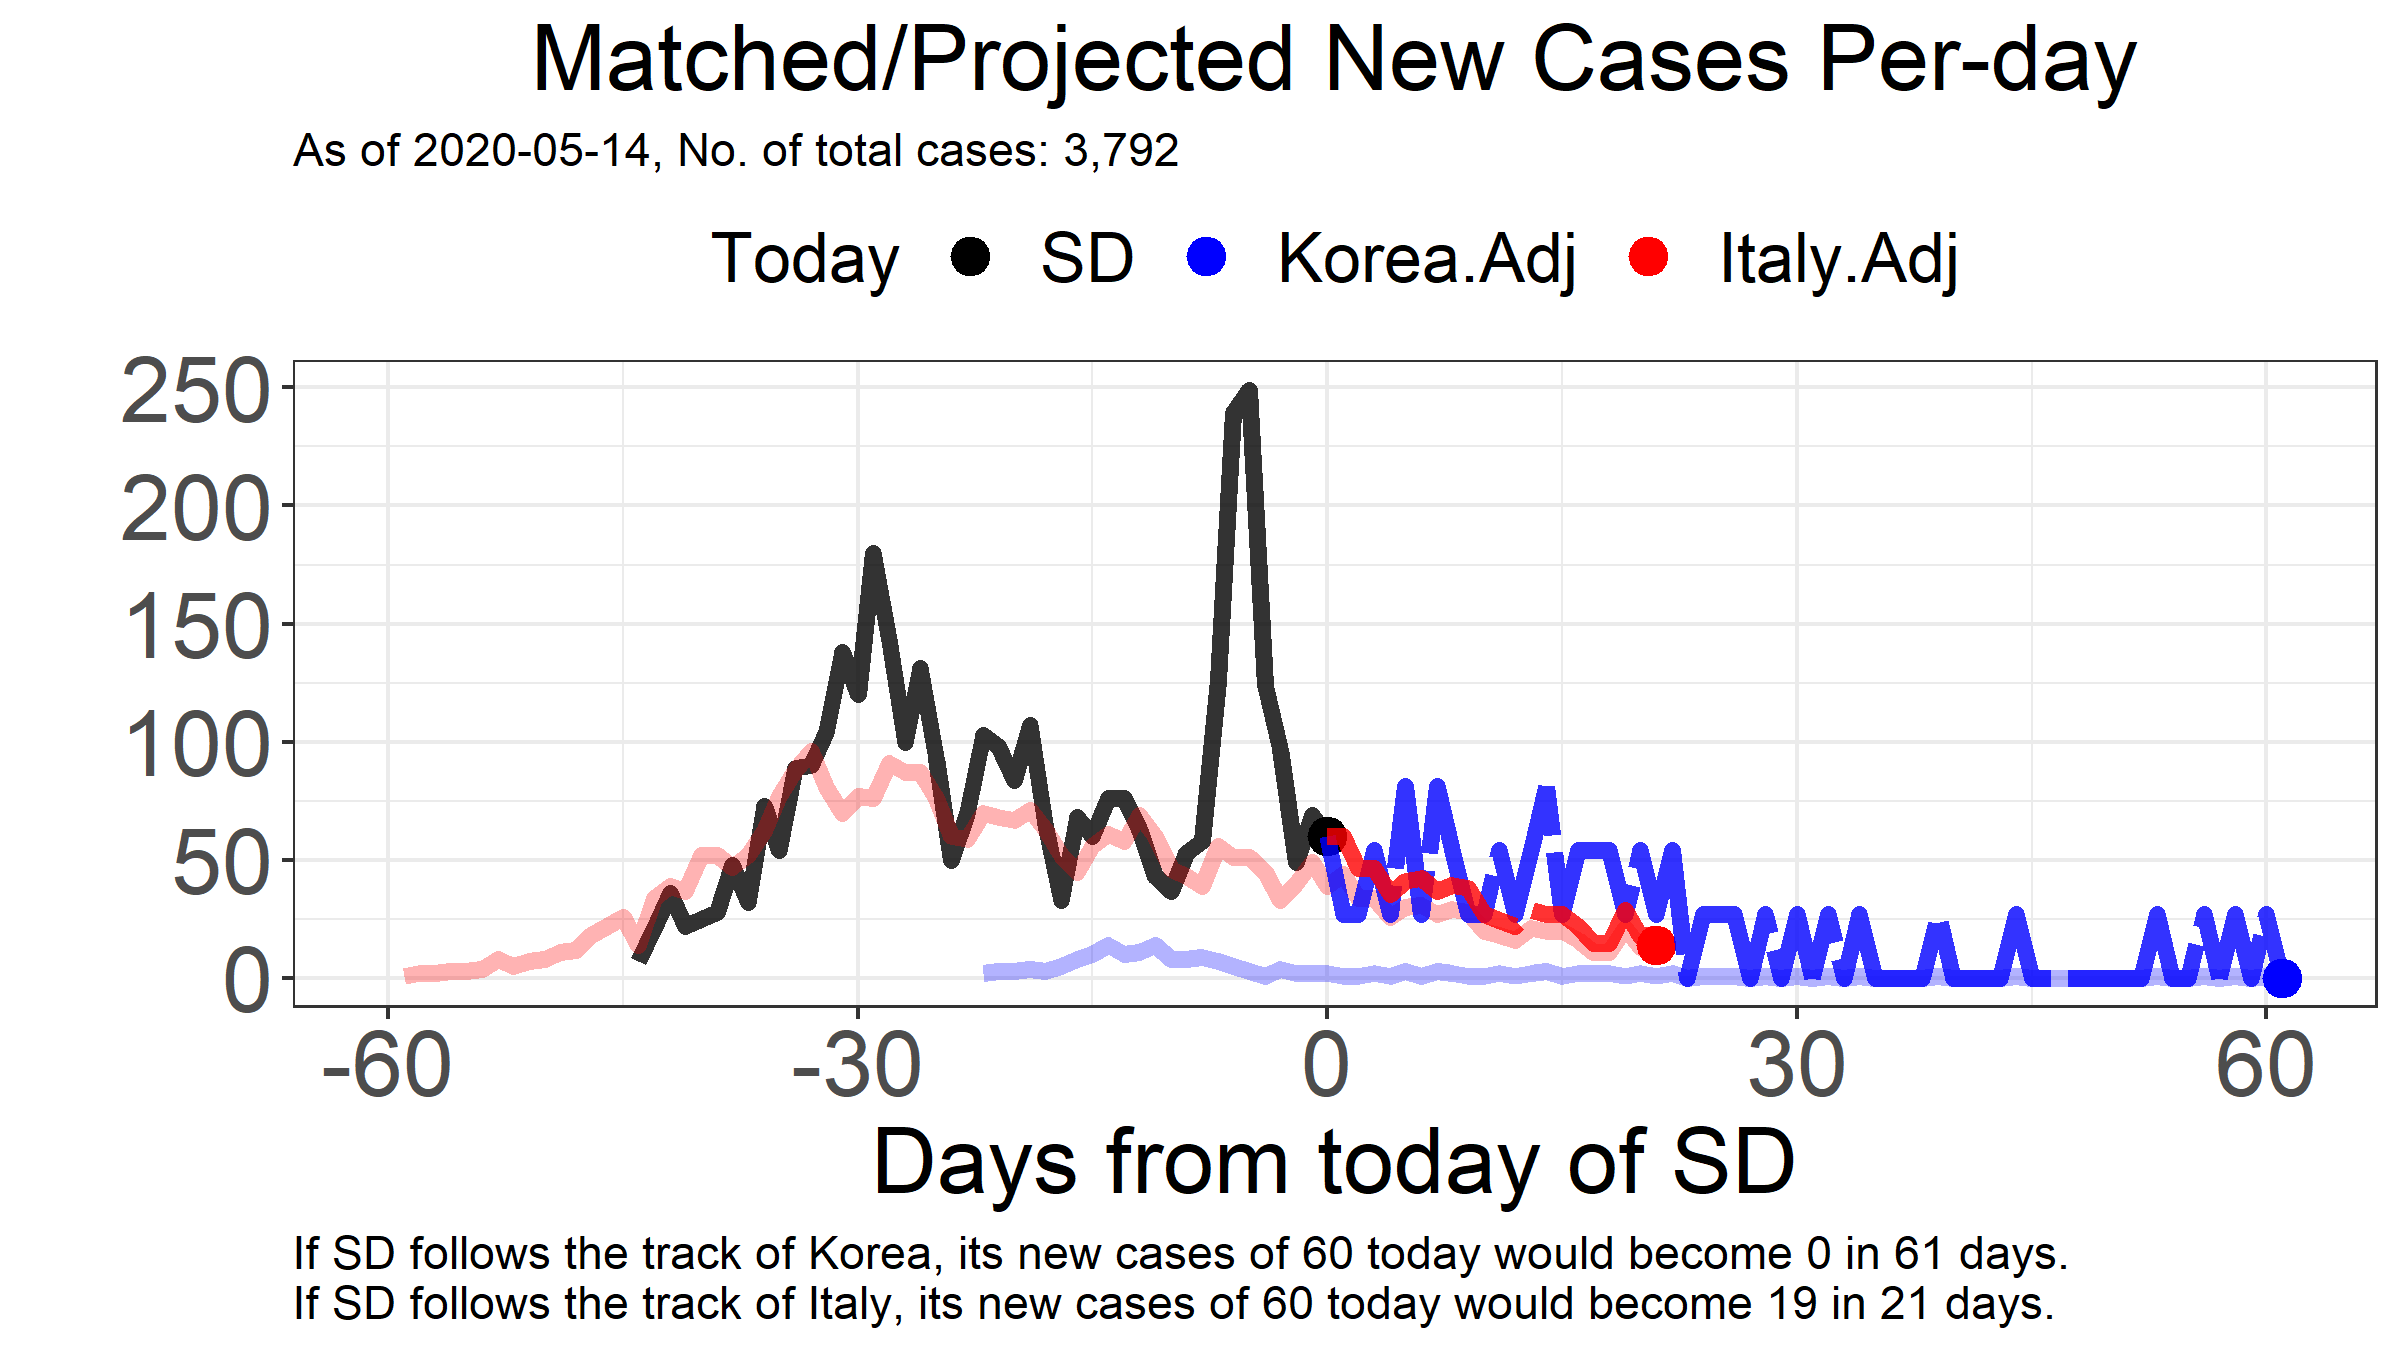 Matched/Projected New Cases Per-day
As of 2020-05-14, No. of total cases: 3,792
Today SD Korea.Adj Italy.Adj
250
200
150
100
50
0
-60 -30 0 30 60
Days from today of SD
If SD follows the track of Korea, its new cases of 60 today would become 0 in 61 days.
If SD follows the track of Italy, its new cases of 60 today would become 19 in 21 days.